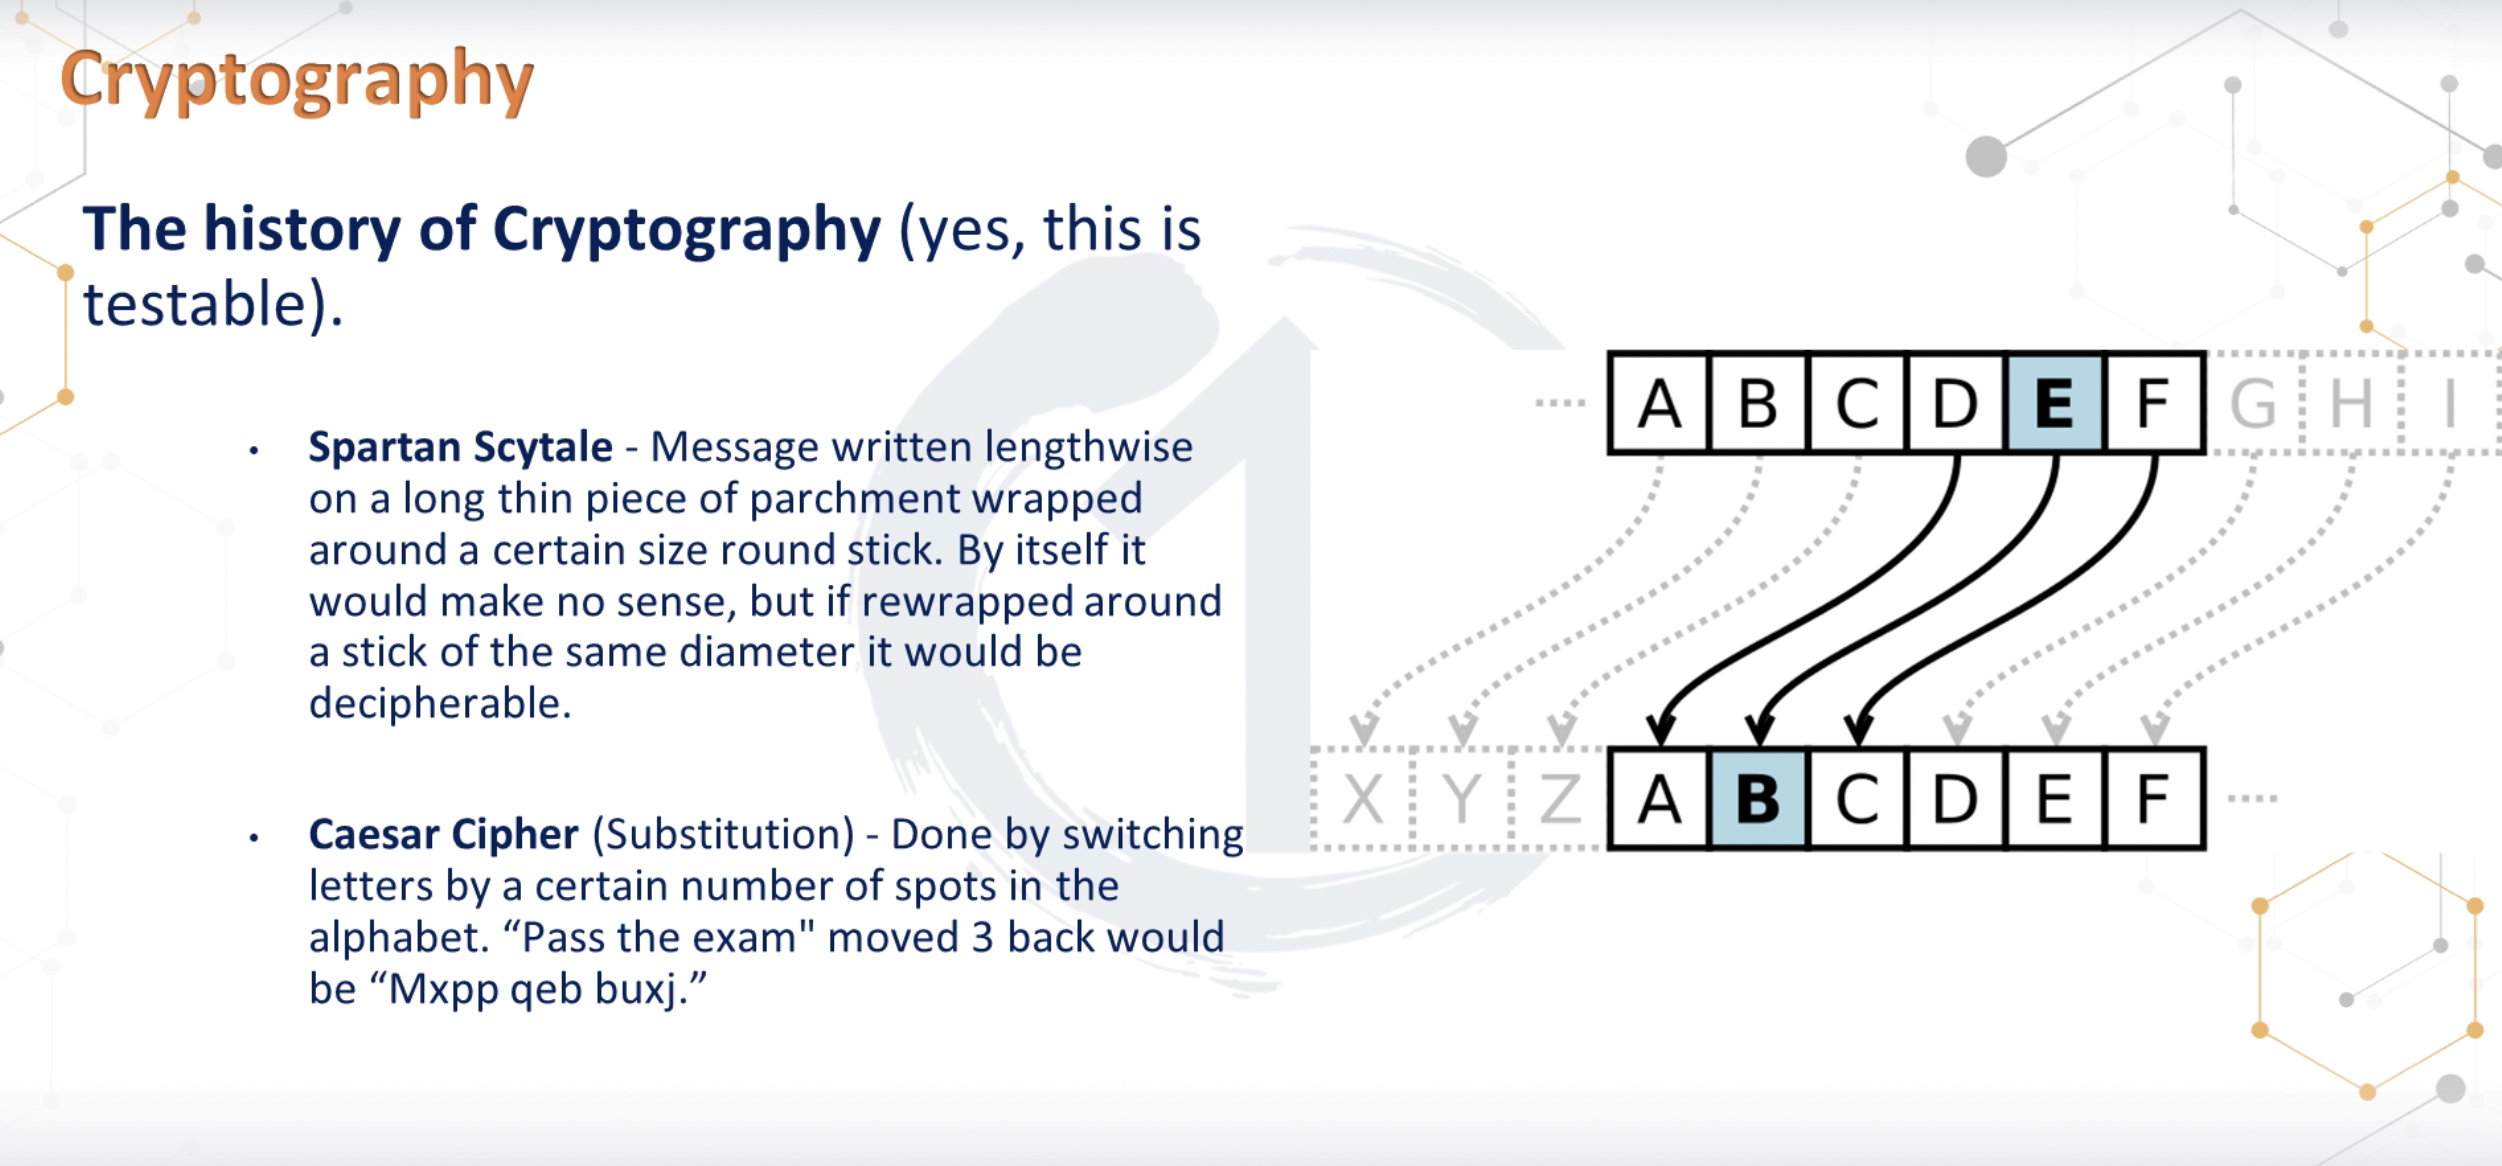 Cryptography
The history of Cryptography (yes, this is
testable).
• Spartan Scytale - Message written lengthwise
on a long thin piece of parchment wrapped
around a certain size round stick. By itself it
would make no sense, but if rewrapped around
a stick of the same diameter it would be
decipherable.
• Caesar Cipher (Substitution) - Done by switching
letters by a certain number of spots in the
alphabet. “Pass the exam" moved 3 back would
be “Mxpp qeb buxj.”
A B C D E F G H I
X Y Z A B C D E F